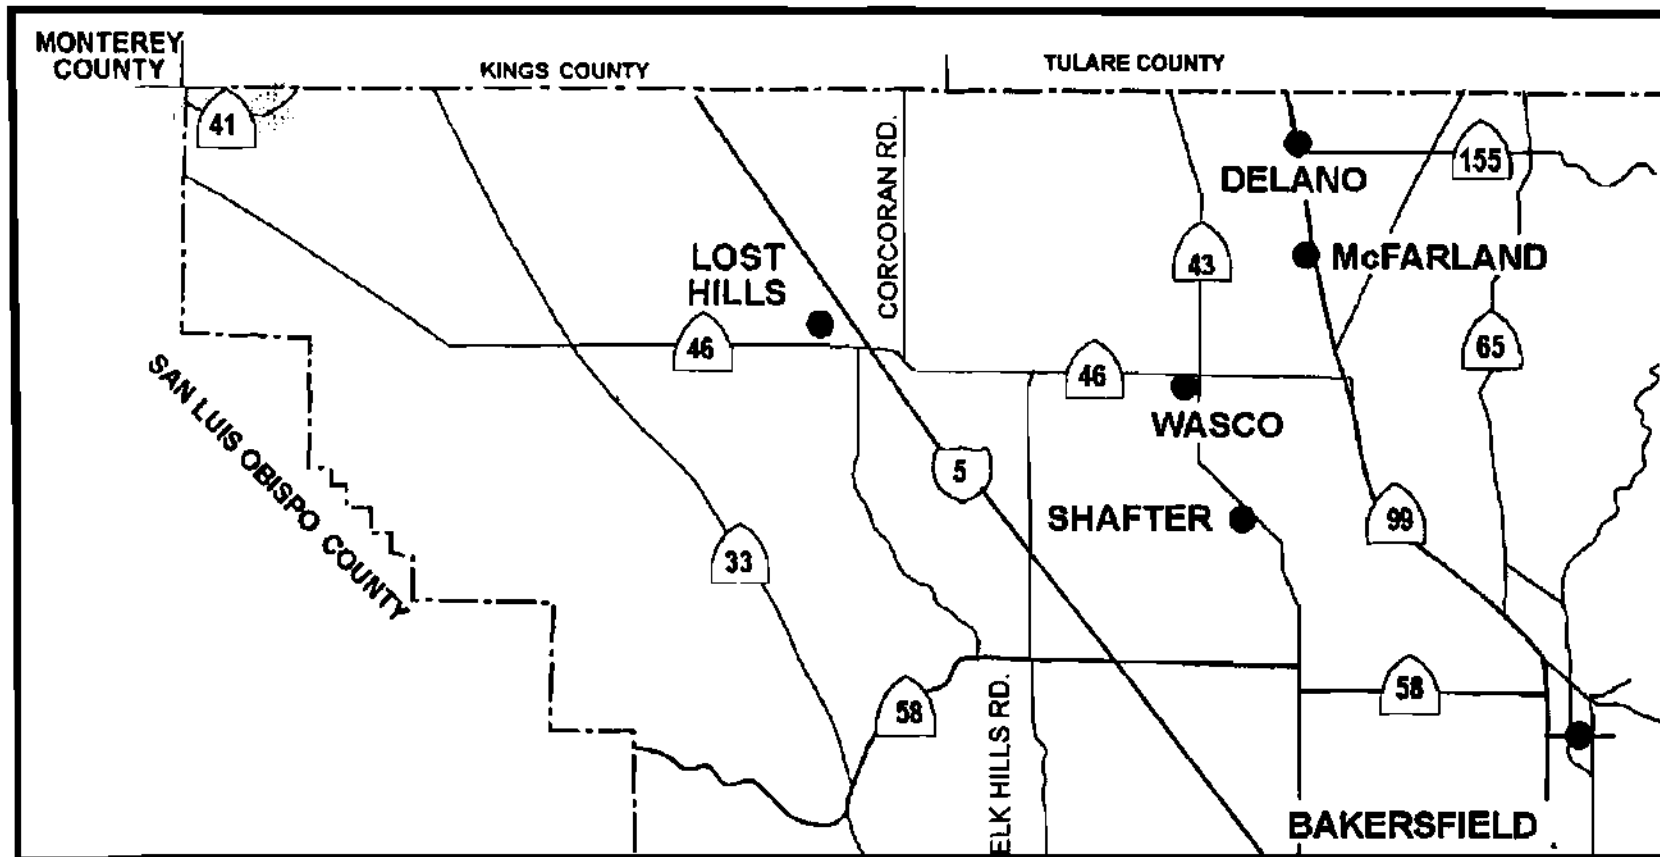 MONTEREY
COUNTY
KINGS COUNTY
TULARE COUNTY
41
CORCORAN RD.
155
DELANO
43
McFARLAND
LOST
HILLS
46
46
65
SAN LUIS OBISPO COUNTY
WASCO
5
SHAFTER
99
33
58
58
ELK HILLS RD.
BAKERSFIELD